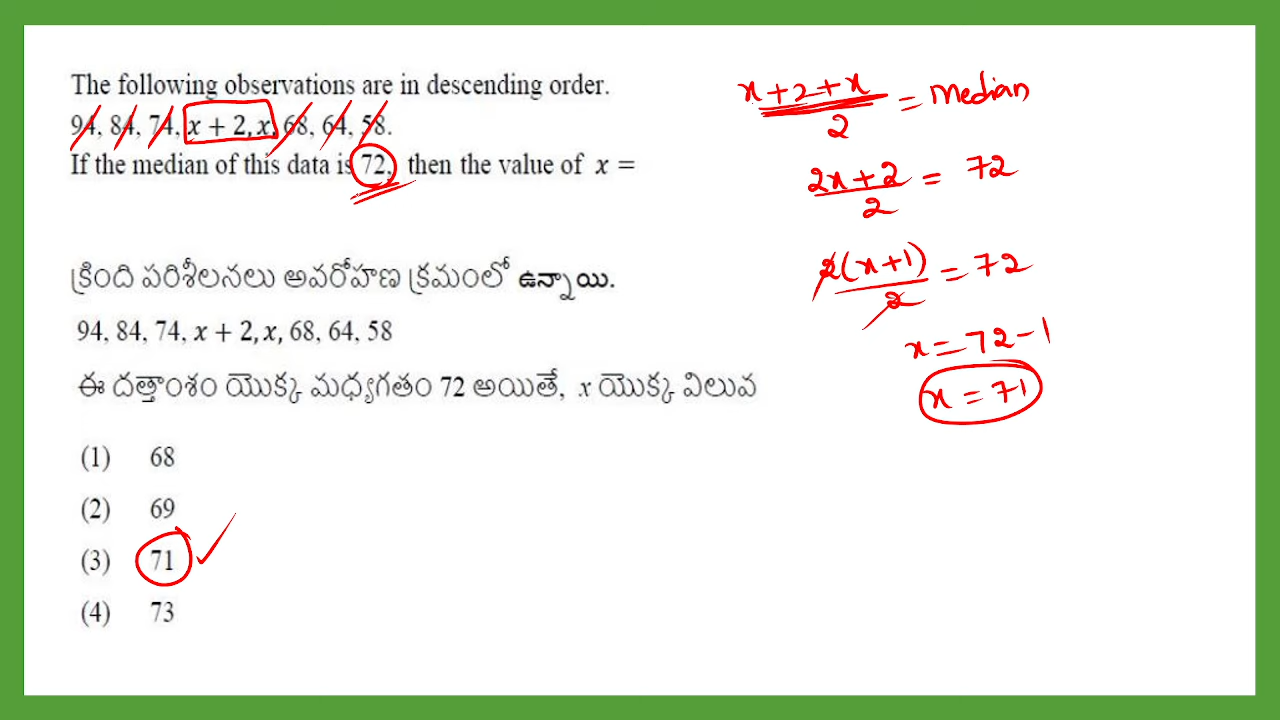 The following observations are in descending order.
94, 84, 74, x + 2, x, 68, 64, 58.
If the median of this data is 72, then the value of x =
క్రింది పరిశీలనలు అవరోహణ క్రమంలో ఉన్నాయి.
94, 84, 74, x + 2, x, 68, 64, 58
ఈ దత్తాంశం యొక్క మధ్యగతం 72 అయితే, x యొక్క విలువ
(1) 68
(2) 69
(3) 71
(4) 73
x+2+x
2
= median
2x+2
2
= 72
2(x+1)
2
= 72
x = 72 - 1
x = 71